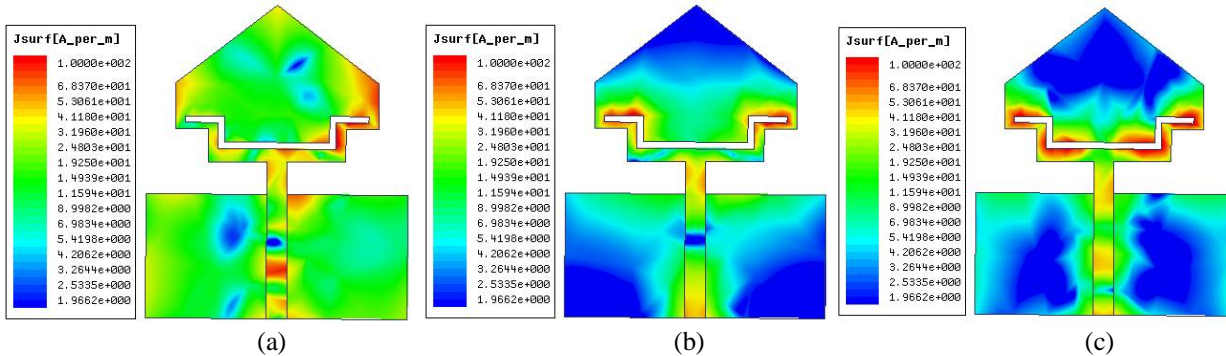 Jsurf[A_per_m]
1.0000e+002
6.8370e+001
5.3061e+001
4.1180e+001
3.1960e+001
2.4803e+001
1.9250e+001
1.4939e+001
1.1594e+001
8.9982e+000
6.9834e+000
5.4198e+000
4.2062e+000
3.2644e+000
2.5335e+000
1.9662e+000
(a)
Jsurf[A_per_m]
1.0000e+002
6.8370e+001
5.3061e+001
4.1180e+001
3.1960e+001
2.4803e+001
1.9250e+001
1.4939e+001
1.1594e+001
8.9982e+000
6.9834e+000
5.4198e+000
4.2062e+000
3.2644e+000
2.5335e+000
1.9662e+000
(b)
Jsurf[A_per_m]
1.0000e+002
6.8370e+001
5.3061e+001
4.1180e+001
3.1960e+001
2.4803e+001
1.9250e+001
1.4939e+001
1.1594e+001
8.9982e+000
6.9834e+000
5.4198e+000
4.2062e+000
3.2644e+000
2.5335e+000
1.9662e+000
(c)